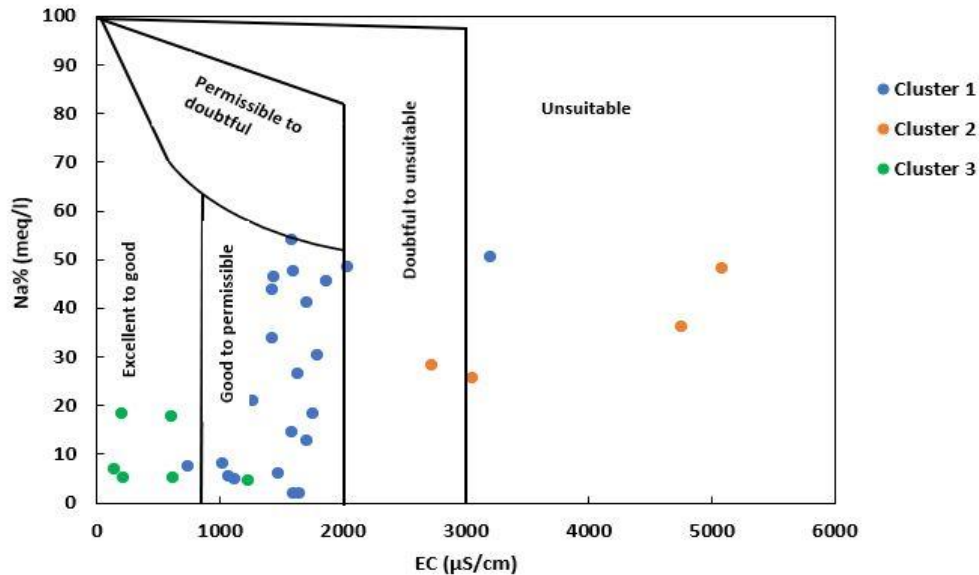 100
90
80
70
60
50
40
30
20
10
0
Na% (meq/l)
0
1000
2000
3000
4000
5000
6000
EC (µS/cm)
Permissible to
doubtful
Excellent to good
Good to permissible
Doubtful to unsuitable
Unsuitable
Cluster 1
Cluster 2
Cluster 3